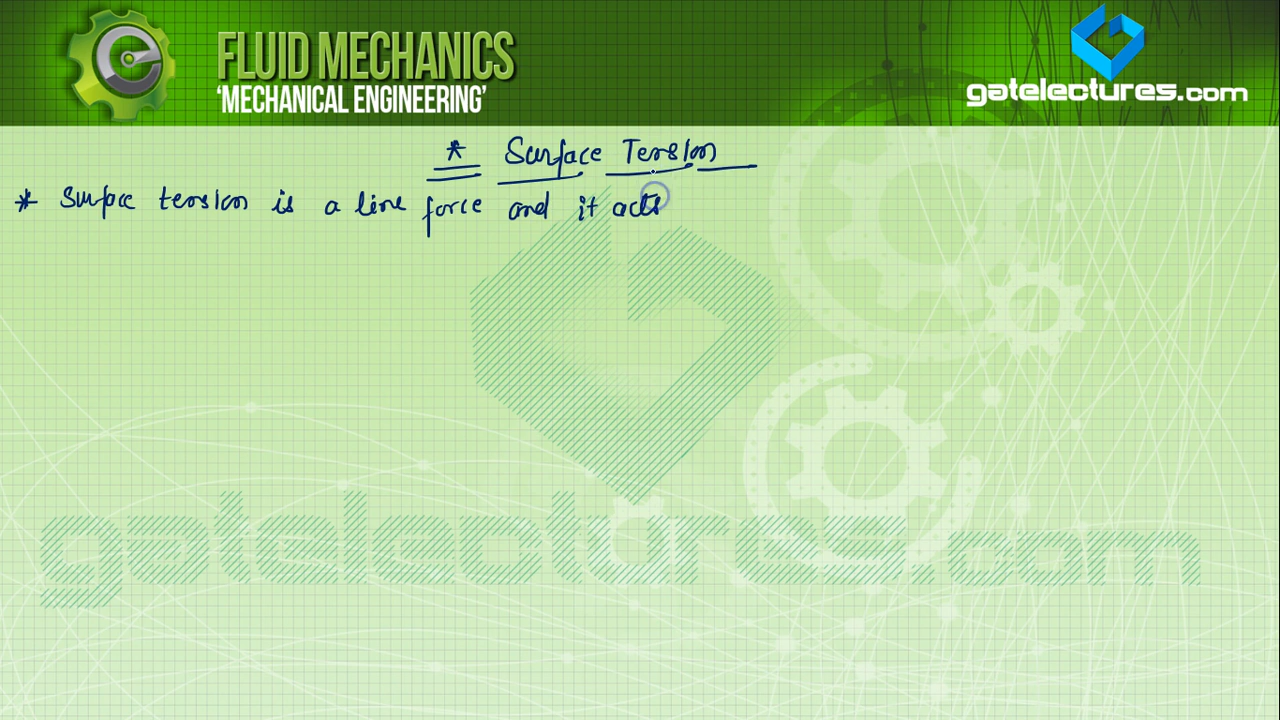 FLUID MECHANICS
'MECHANICAL ENGINEERING'
gatelectures.com
* Surface Tension
* Surface tension is a line force and it acts
gatelectures.com